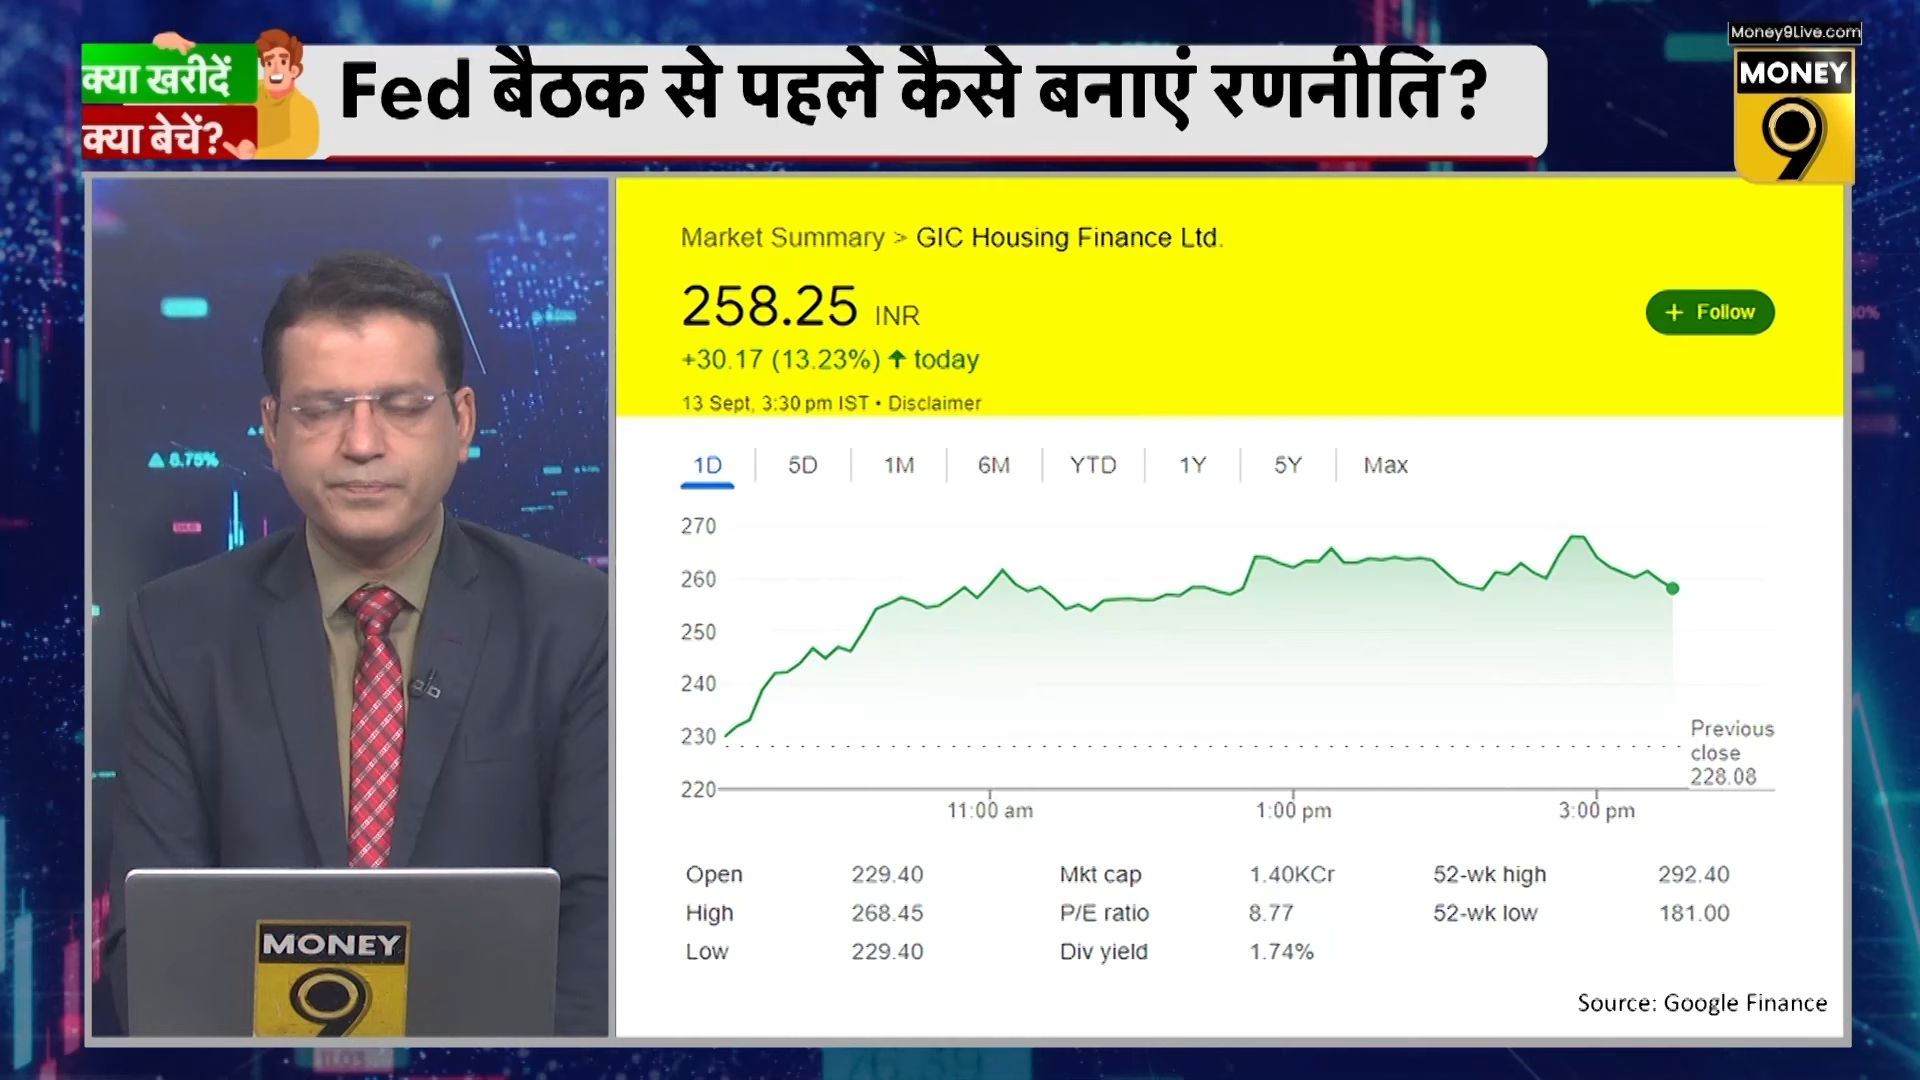 Money9Live.com
MONEY
9
क्या खरीदें
क्या बेचें?
Fed बैठक से पहले कैसे बनाएं रणनीति?
Market Summary > GIC Housing Finance Ltd.
258.25 INR
+30.17 (13.23%) ↑ today
13 Sept, 3:30 pm IST • Disclaimer
+ Follow
1D 5D 1M 6M YTD 1Y 5Y Max
270
260
250
240
230
220
Previous
close
228.08
11:00 am 1:00 pm 3:00 pm
Open 229.40 Mkt cap 1.40KCr 52-wk high 292.40
High 268.45 P/E ratio 8.77 52-wk low 181.00
Low 229.40 Div yield 1.74%
Source: Google Finance
▲ 8.75%
MONEY
9